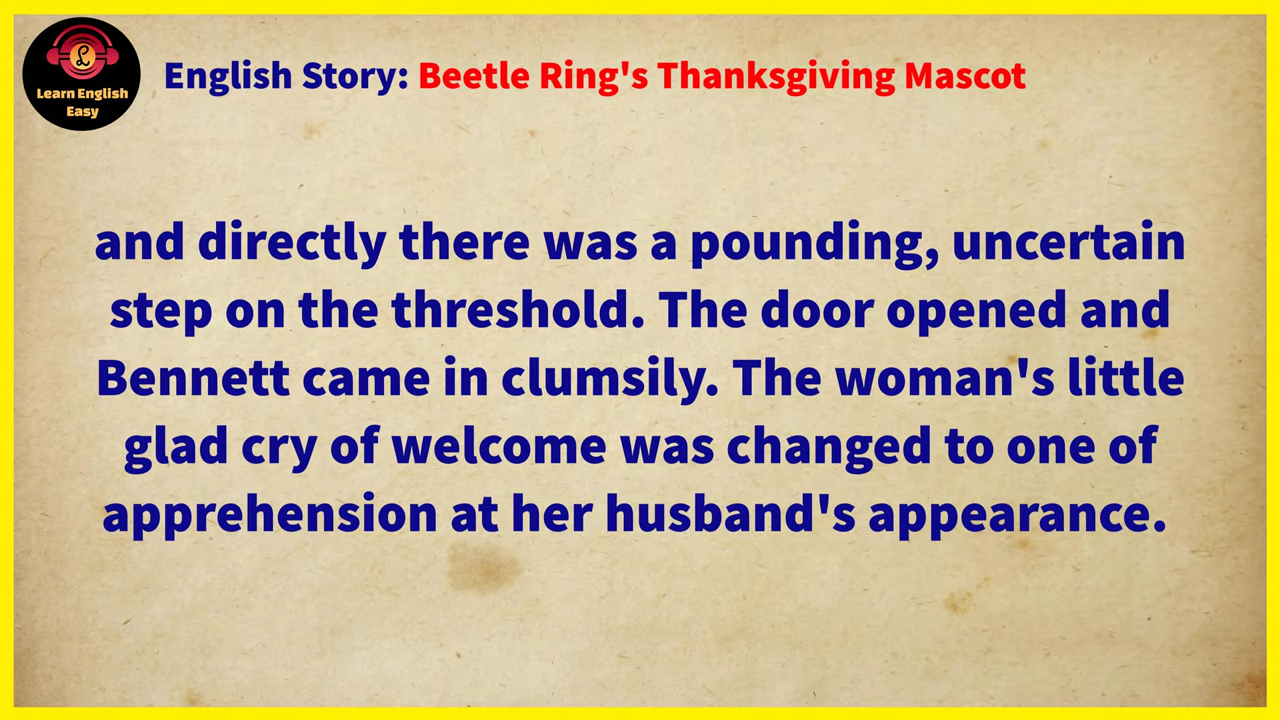 L
Learn English
Easy
English Story: Beetle Ring's Thanksgiving Mascot
and directly there was a pounding, uncertain
step on the threshold. The door opened and
Bennett came in clumsily. The woman's little
glad cry of welcome was changed to one of
apprehension at her husband's appearance.